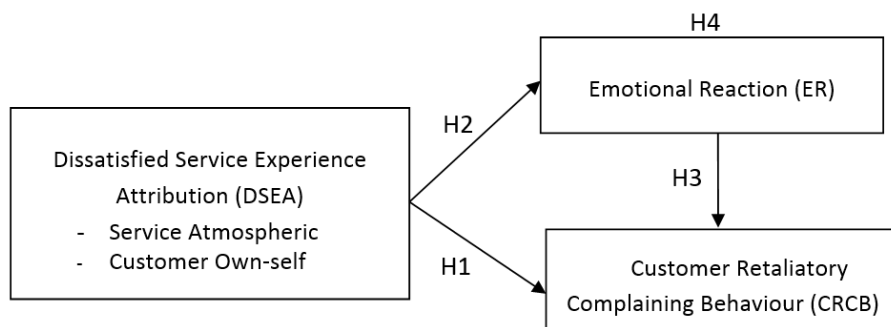 H4
Emotional Reaction (ER)
H2
Dissatisfied Service Experience
Attribution (DSEA)
- Service Atmospheric
- Customer Own-self
H3
H1
Customer Retaliatory
Complaining Behaviour (CRCB)